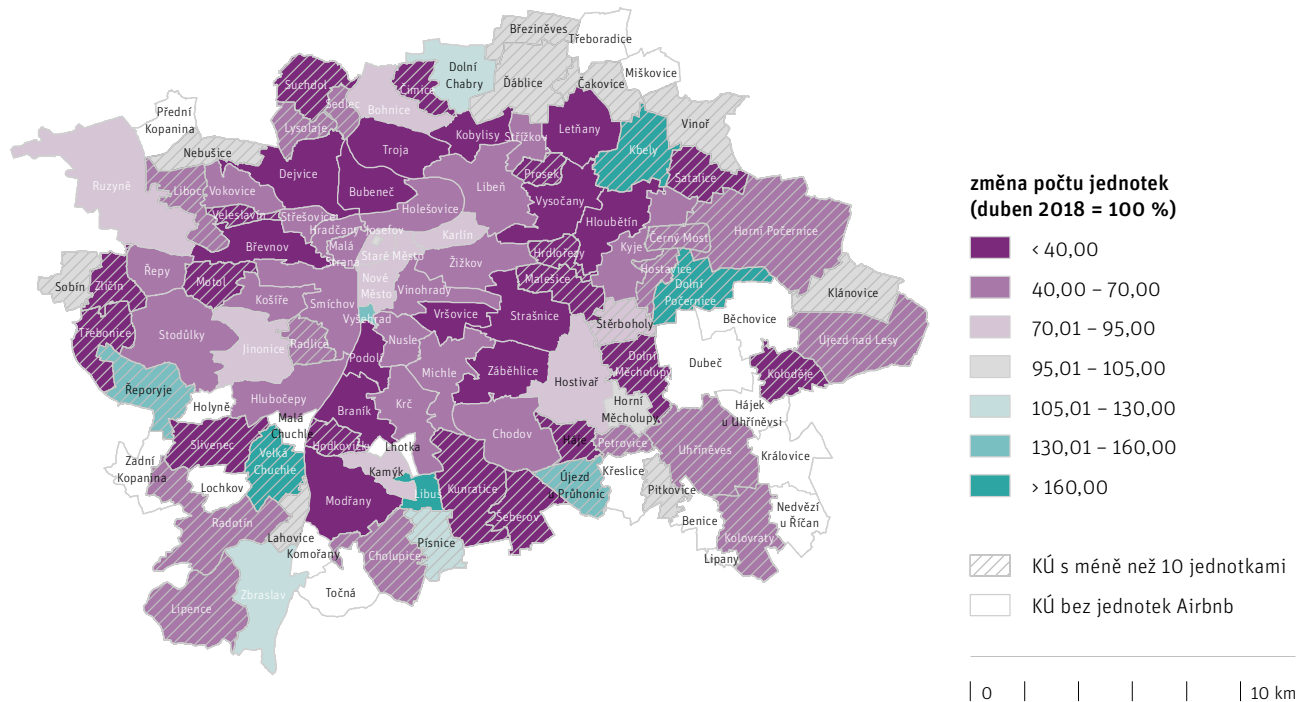 Březiněves
Třeboradice
Dolní
Chabry
Ďáblice
Čakovice
Miškovice
Suchdol
Čimice
Sedlec
Bohnice
Přední
Kopanina
Lysolaje
Kobylisy
Střížkov
Letňany
Vinoř
Kbely
Nebušice
Troja
Ruzyně
Liboc
Vokovice
Dejvice
Bubeneč
Libeň
Prosek
Satalice
Vysočany
Veleslavín
Střešovice
Holešovice
Hloubětín
Horní Počernice
Hradčany
Josefov
Karlín
Břevnov
Malá
Strana
Staré Město
Kyje
Černý Most
Hrdlořezy
Hostavice
Řepy
Žižkov
Sobín
Zličín
Motol
Nové
Město
Malešice
Dolní
Počernice
Klánovice
Košíře
Smíchov
Vinohrady
Vyšehrad
Vršovice
Strašnice
Běchovice
Třebonice
Stodůlky
Štěrboholy
Újezd nad Lesy
Jinonice
Radlice
Nusle
Podolí
Michle
Záběhlice
Dolní
Měcholupy
Dubeč
Koloděje
Hostivař
Řeporyje
Hlubočepy
Holyně
Braník
Krč
Horní
Měcholupy
Hájek
u Uhříněvsi
Malá
Chuchle
Chodov
Slivenec
Velká
Chuchle
Hodkovičky
Lhotka
Háje
Petrovice
Uhříněves
Královice
Zadní
Kopanina
Kamýk
Újezd
u Průhonic
Křeslice
Lochkov
Modřany
Libuš
Kunratice
Šeberov
Pitkovice
Nedvězí
u Říčan
Benice
Radotín
Lahovice
Komořany
Písnice
Cholupice
Kolovraty
Lipany
Zbraslav
Točná
Lipence
změna počtu jednotek
(duben 2018 = 100 %)
< 40,00
40,00 – 70,00
70,01 – 95,00
95,01 – 105,00
105,01 – 130,00
130,01 – 160,00
> 160,00
KÚ s méně než 10 jednotkami
KÚ bez jednotek Airbnb
0
10 km